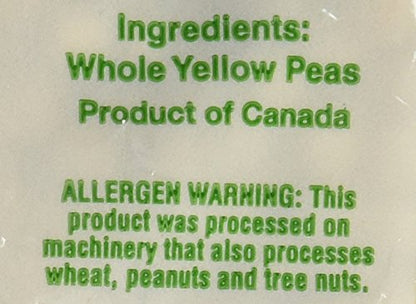 Ingredients:
Whole Yellow Peas
Product of Canada
ALLERGEN WARNING: This
product was processed on
machinery that also processes
wheat, peanuts and tree nuts.